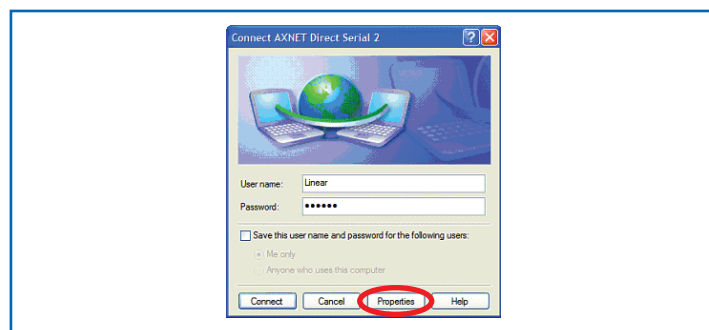 Connect AXNET Direct Serial 2
User name: Linear
Password: ••••••
Save this user name and password for the following users:
Me only
Anyone who uses this computer
Connect Cancel Properties Help